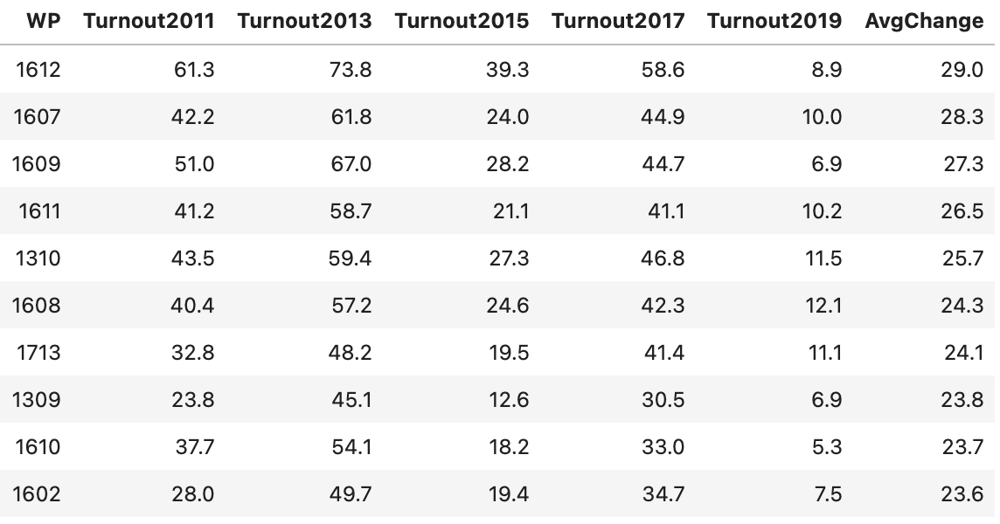 WP Turnout2011 Turnout2013 Turnout2015 Turnout2017 Turnout2019 AvgChange
1612 61.3 73.8 39.3 58.6 8.9 29.0
1607 42.2 61.8 24.0 44.9 10.0 28.3
1609 51.0 67.0 28.2 44.7 6.9 27.3
1611 41.2 58.7 21.1 41.1 10.2 26.5
1310 43.5 59.4 27.3 46.8 11.5 25.7
1608 40.4 57.2 24.6 42.3 12.1 24.3
1713 32.8 48.2 19.5 41.4 11.1 24.1
1309 23.8 45.1 12.6 30.5 6.9 23.8
1610 37.7 54.1 18.2 33.0 5.3 23.7
1602 28.0 49.7 19.4 34.7 7.5 23.6